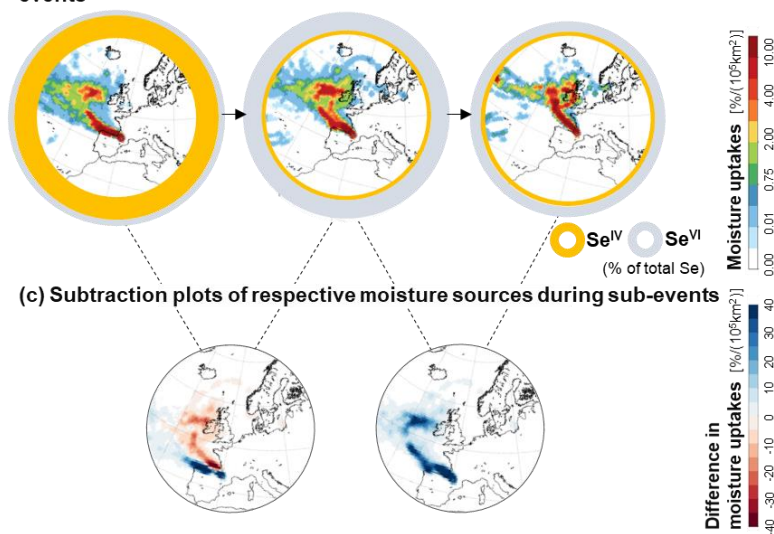 events
Moisture uptakes [%/(10⁵km²)]
10.00
4.00
2.00
0.75
0.01
0.00
Se^IV Se^VI
(% of total Se)
(c) Subtraction plots of respective moisture sources during sub-events
Difference in
moisture uptakes [%/(10⁵km²)]
40
30
20
10
0
-10
-20
-30
-40